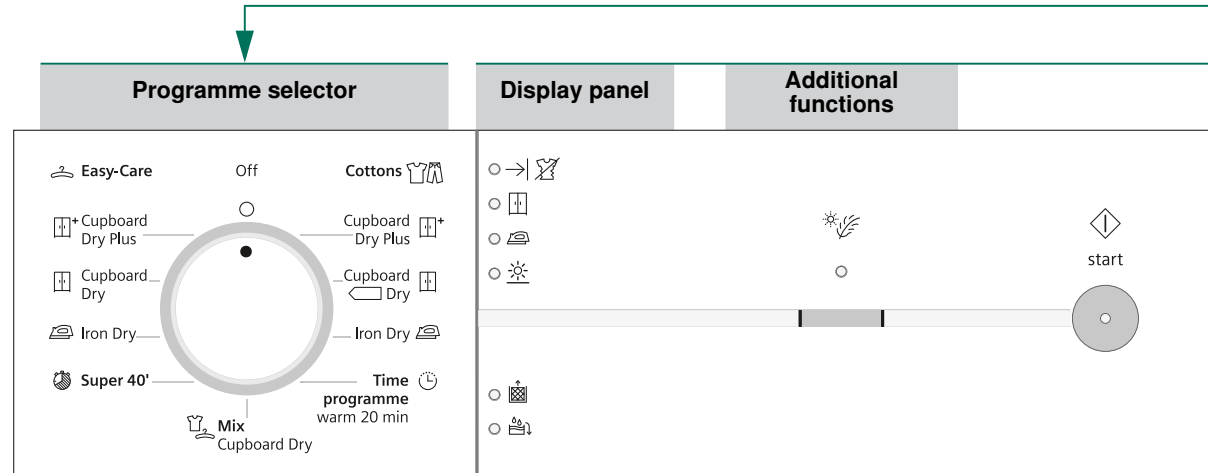 Programme selector
Display panel
Additional
functions
Easy-Care
Off
Cottons
Cupboard
Dry Plus
Cupboard
Dry Plus
Cupboard
Dry
Cupboard
Dry
Iron Dry
Iron Dry
Super 40'
Time
programme
warm 20 min
Mix
Cupboard Dry
start